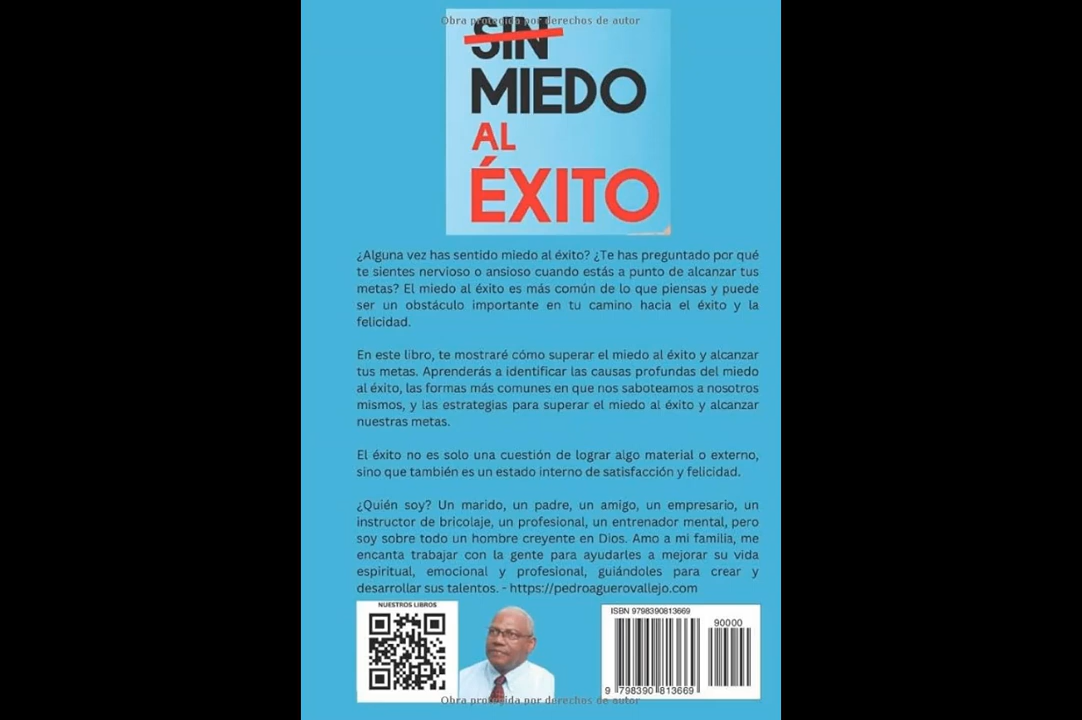 Obra protegida por derechos de autor
SIN
MIEDO
AL
ÉXITO
¿Alguna vez has sentido miedo al éxito? ¿Te has preguntado por qué
te sientes nervioso o ansioso cuando estás a punto de alcanzar tus
metas? El miedo al éxito es más común de lo que piensas y puede
ser un obstáculo importante en tu camino hacia el éxito y la
felicidad.
En este libro, te mostraré cómo superar el miedo al éxito y alcanzar
tus metas. Aprenderás a identificar las causas profundas del miedo
al éxito, las formas más comunes en que nos saboteamos a nosotros
mismos, y las estrategias para superar el miedo al éxito y alcanzar
nuestras metas.
El éxito no es solo una cuestión de lograr algo material o externo,
sino que también es un estado interno de satisfacción y felicidad.
¿Quién soy? Un marido, un padre, un amigo, un empresario, un
instructor de bricolaje, un profesional, un entrenador mental, pero
soy sobre todo un hombre creyente en Dios. Amo a mi familia, me
encanta trabajar con la gente para ayudarles a mejorar su vida
espiritual, emocional y profesional, guiándoles para crear y
desarrollar sus talentos. - https://pedroaguerovallejo.com
NUESTROS LIBROS
ISBN 9798390813669
90000
9 798390 813669
Obra protegida por derechos de autor